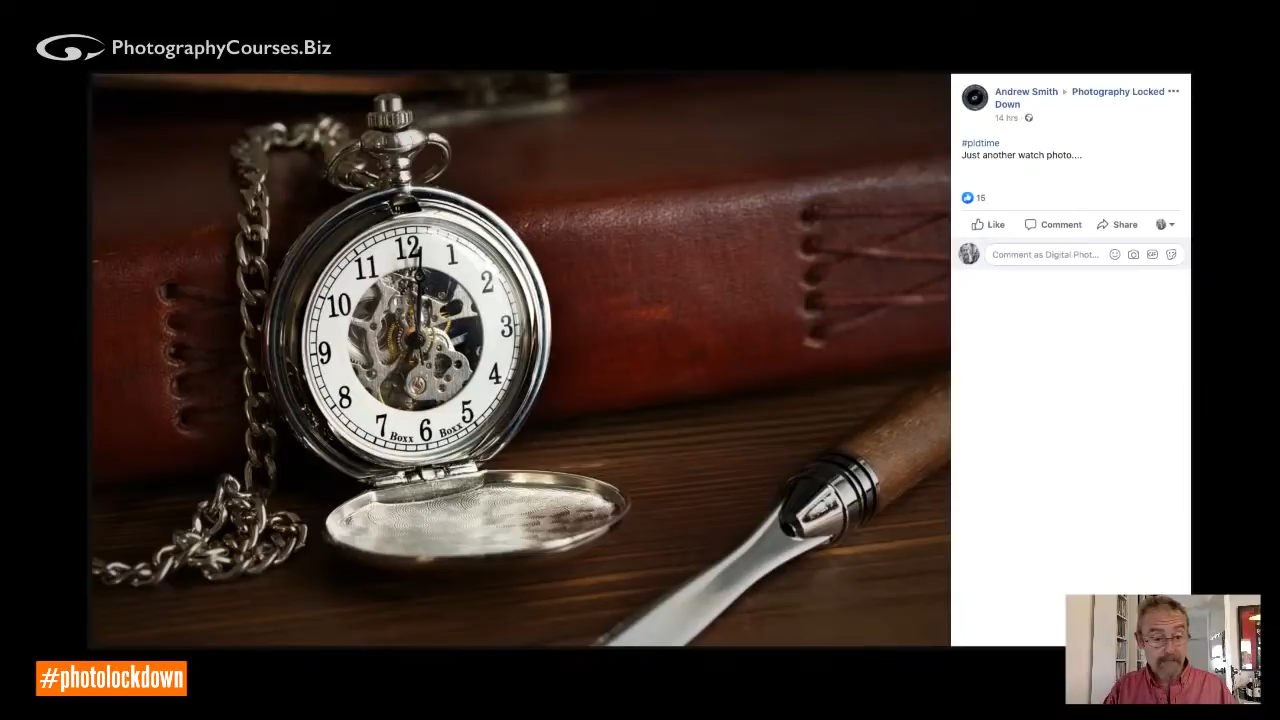 PhotographyCourses.Biz
Andrew Smith ▸ Photography Locked ...
Down
14 hrs ·
#pldtime
Just another watch photo....
15
Like Comment Share
Comment as Digital Phot...
12
1
2
3
4
5
6
7
8
9
10
11
Boxx Boxx
#photolockdown